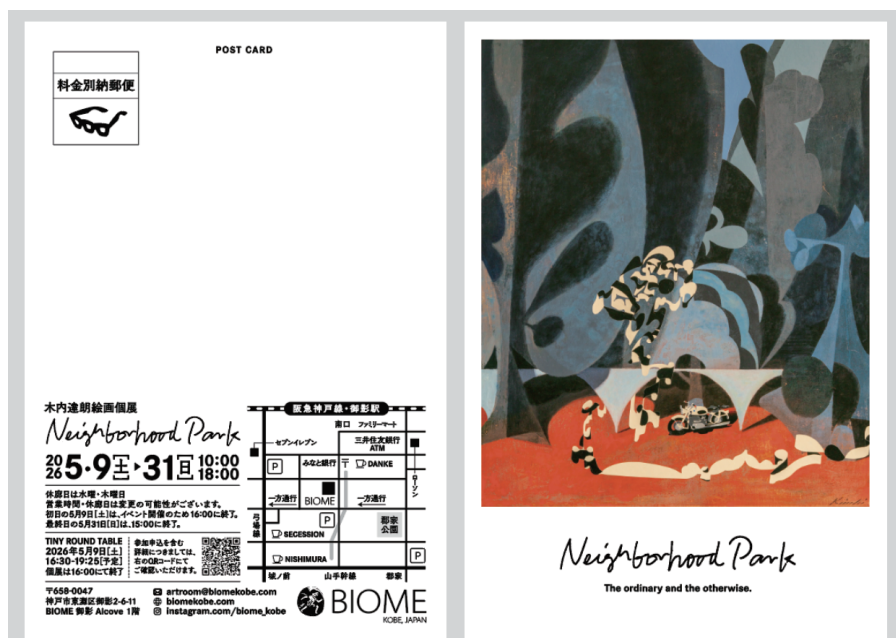 POST CARD
料金別納郵便
木内達朗絵画個展
Neighborhood Park
2026 5・9[土]▶31[日] 10:00 18:00
休廊日は水曜・木曜日
営業時間・休廊日は変更の可能性がございます。
初日の5月9日[土]は、イベント開催のため16:00に終了。
最終日の5月31日[日]は、15:00に終了。
TINY ROUND TABLE
2026年5月9日[土]
16:30-19:25[予定]
個展は16:00にて終了
参加申込を含む
詳細につきましては、
右のQRコードにて
ご確認いただけます。
〒658-0047
神戸市東灘区御影2-6-11
BIOME 御影 Alcove 1階
artroom@biomekobe.com
biomekobe.com
instagram.com/biome_kobe
阪急神戸線・御影駅
南口 ファミリーマート
セブンイレブン
三井住友銀行
ATM
P
みなと銀行
〒
DANKE
ローソン
BIOME
一方通行
一方通行
弓場線
P
郡家
公園
SECESSION
NISHIMURA
P
城ノ前
山手幹線
郡家
BIOME
KOBE, JAPAN
Neighborhood Park
The ordinary and the otherwise.